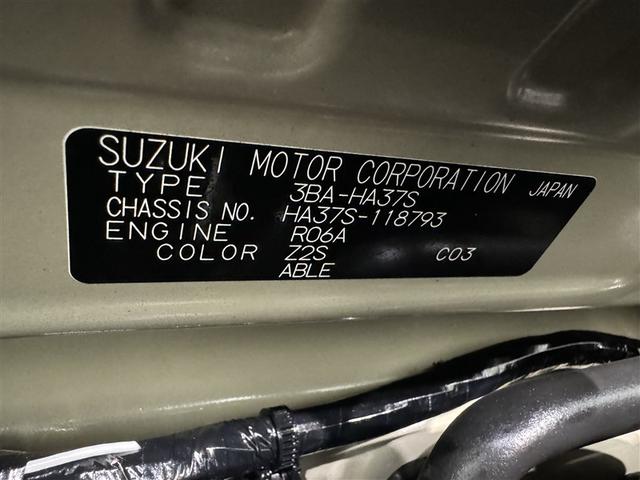 SUZUKI MOTOR CORPORATION JAPAN
TYPE 3BA-HA37S
CHASSIS NO. HA37S-118793
ENGINE R06A
COLOR Z2S C03
ABLE